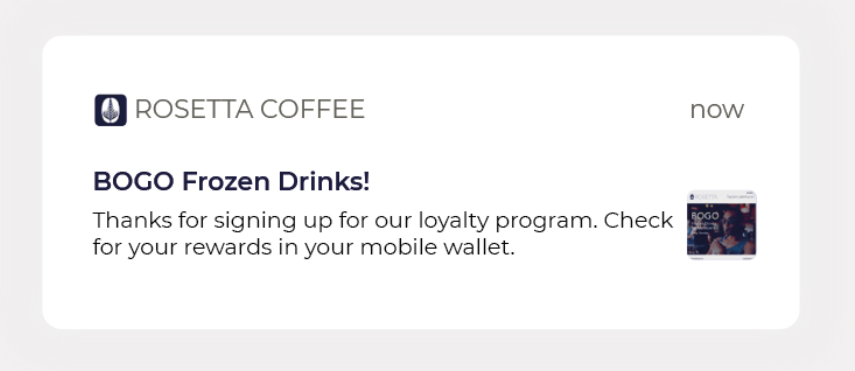 ROSETTA COFFEE
now
BOGO Frozen Drinks!
Thanks for signing up for our loyalty program. Check
for your rewards in your mobile wallet.
BOGO